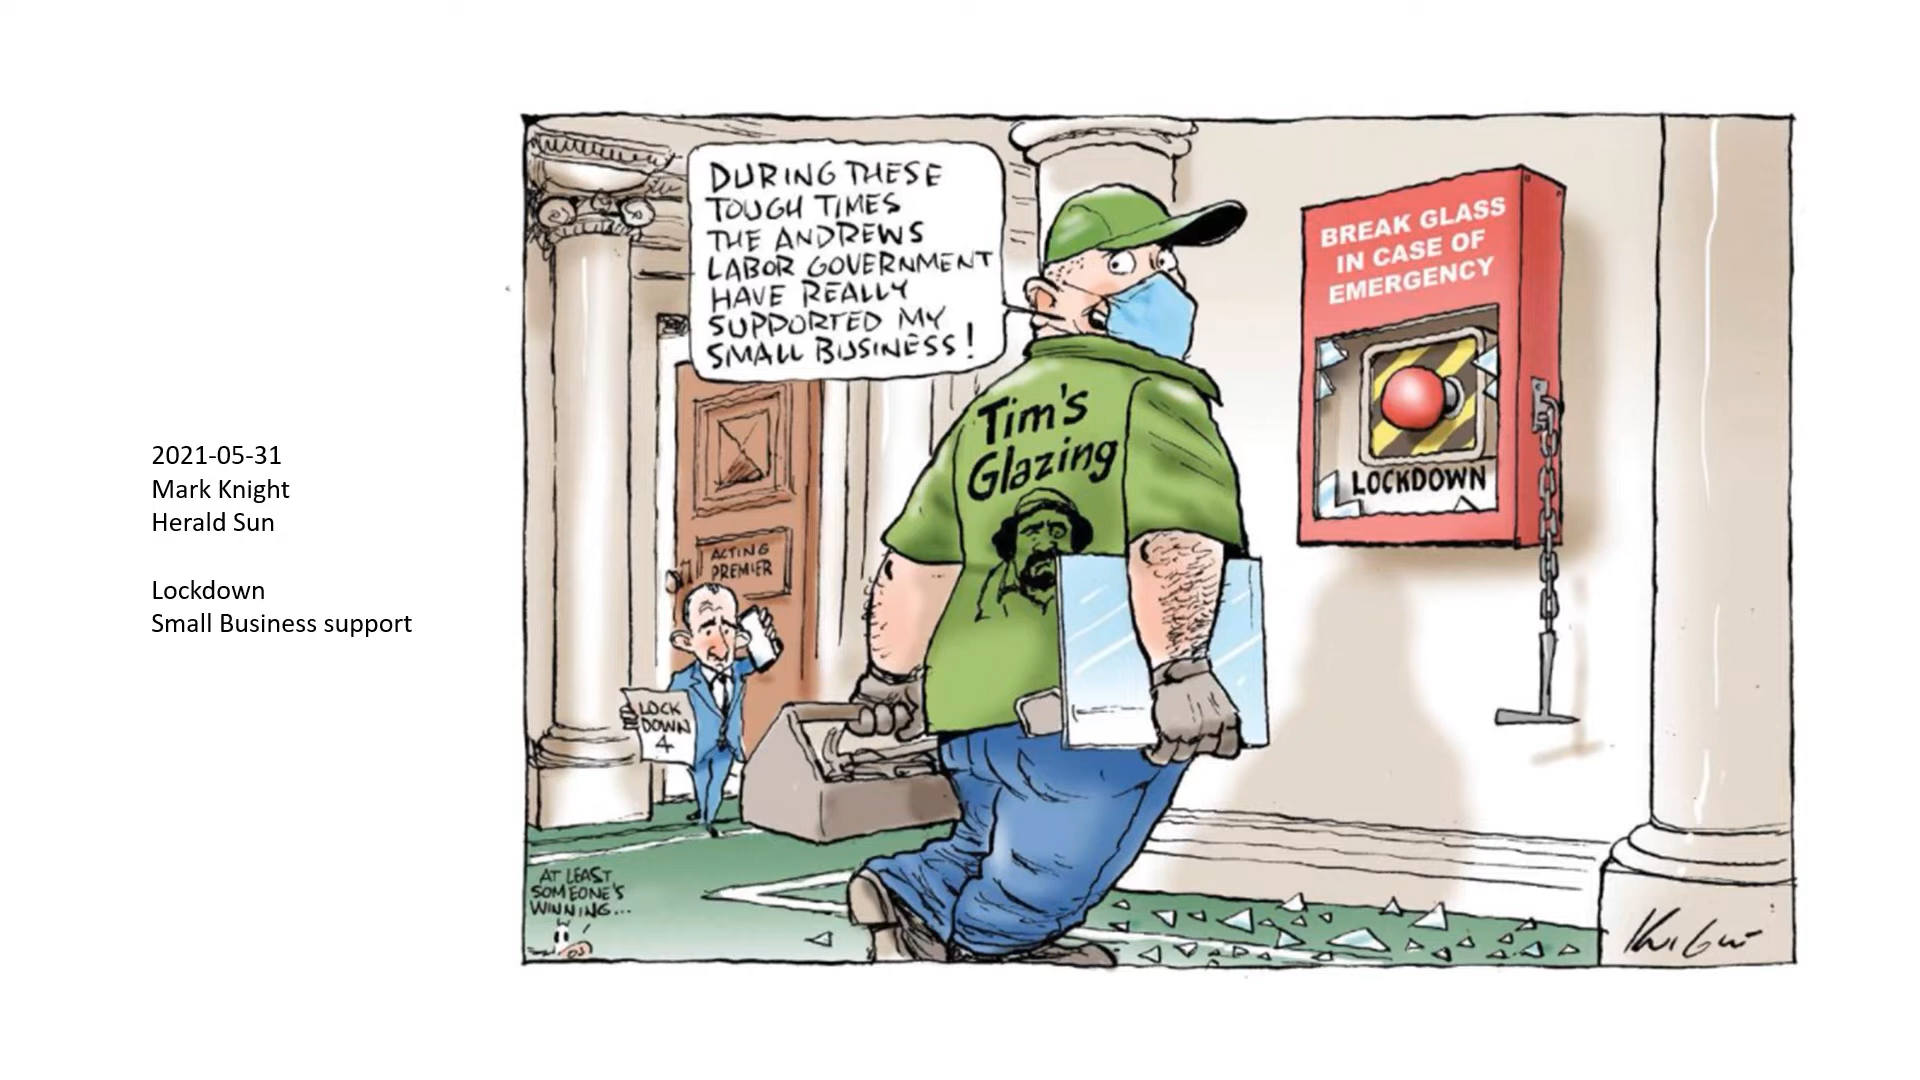 2021-05-31
Mark Knight
Herald Sun
Lockdown
Small Business support
DURING THESE
TOUGH TIMES
THE ANDREWS
LABOR GOVERNMENT
HAVE REALLY
SUPPORTED MY
SMALL BUSINESS!
BREAK GLASS
IN CASE OF
EMERGENCY
LOCKDOWN
Tim's
Glazing
ACTING
PREMIER
LOCK
DOWN
4
AT LEAST
SOMEONE'S
WINNING...
Knight